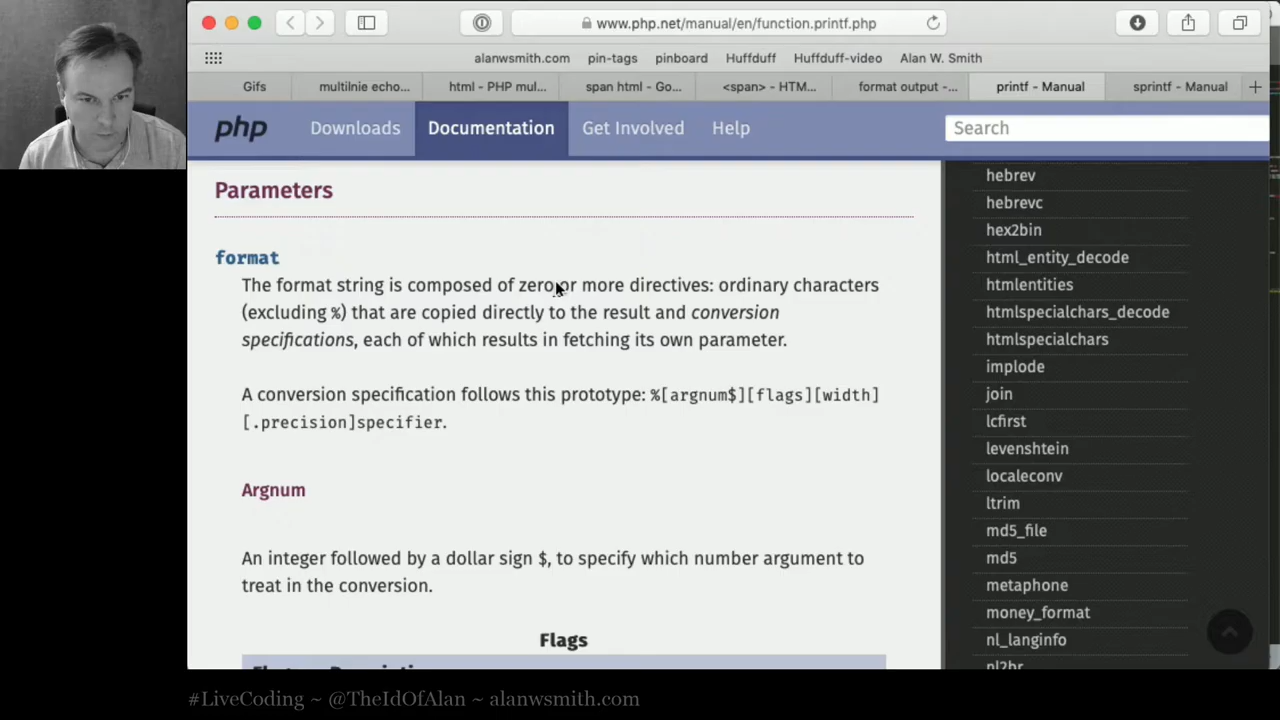 www.php.net/manual/en/function.printf.php
alanwsmith.com pin-tags pinboard Huffduff Huffduff-video Alan W. Smith
Gifs multilnie echo... html - PHP mul... span html - Go... <span> - HTM... format output -... printf - Manual sprintf - Manual +
php Downloads Documentation Get Involved Help Search
Parameters
format
The format string is composed of zero or more directives: ordinary characters
(excluding %) that are copied directly to the result and conversion
specifications, each of which results in fetching its own parameter.
A conversion specification follows this prototype: %[argnum$][flags][width]
[.precision]specifier.
Argnum
An integer followed by a dollar sign $, to specify which number argument to
treat in the conversion.
Flags
hebrev
hebrevc
hex2bin
html_entity_decode
htmlentities
htmlspecialchars_decode
htmlspecialchars
implode
join
lcfirst
levenshtein
localeconv
ltrim
md5_file
md5
metaphone
money_format
nl_langinfo
nl2br
#LiveCoding ~ @TheIdOfAlan ~ alanwsmith.com